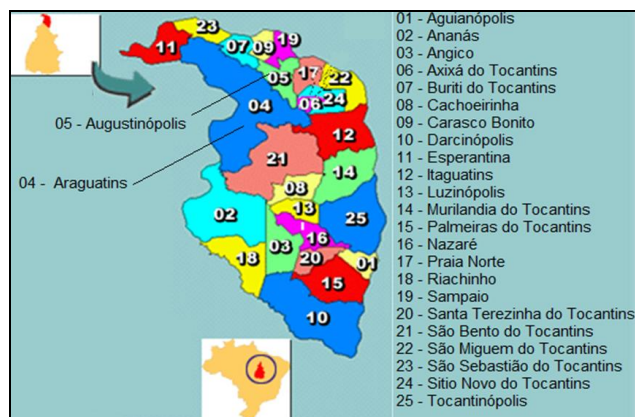 23
19
11
07
09
17
05
22
24
06
04
05 - Augustinópolis
12
21
04 - Araguatins
14
08
02
13
25
16
03
18
20
01
15
10
01 - Aguianópolis
02 - Ananás
03 - Angico
06 - Axixá do Tocantins
07 - Buriti do Tocantins
08 - Cachoeirinha
09 - Carasco Bonito
10 - Darcinópolis
11 - Esperantina
12 - Itaguatins
13 - Luzinópolis
14 - Murilandia do Tocantins
15 - Palmeiras do Tocantins
16 - Nazaré
17 - Praia Norte
18 - Riachinho
19 - Sampaio
20 - Santa Terezinha do Tocantins
21 - São Bento do Tocantins
22 - São Miguem do Tocantins
23 - São Sebastião do Tocantins
24 - Sitio Novo do Tocantins
25 - Tocantinópolis